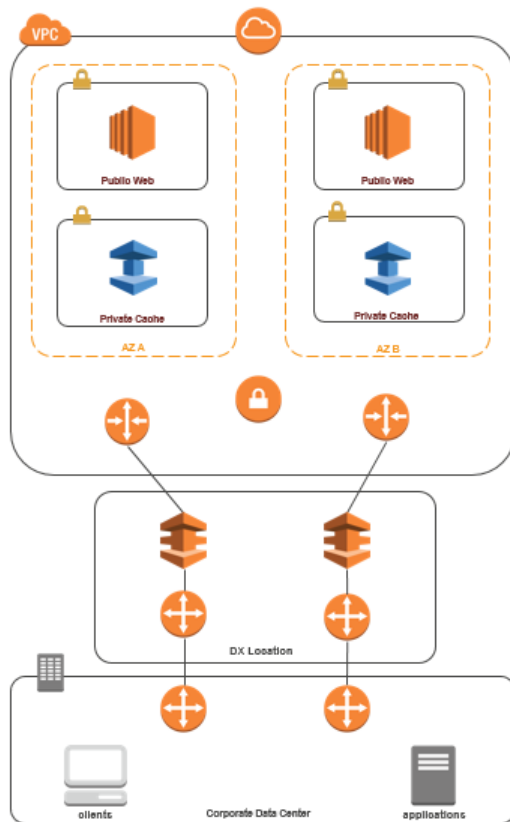 VPC
Public Web
Public Web
Private Cache
Private Cache
AZ A
AZ B
DX Location
clients
Corporate Data Center
applications